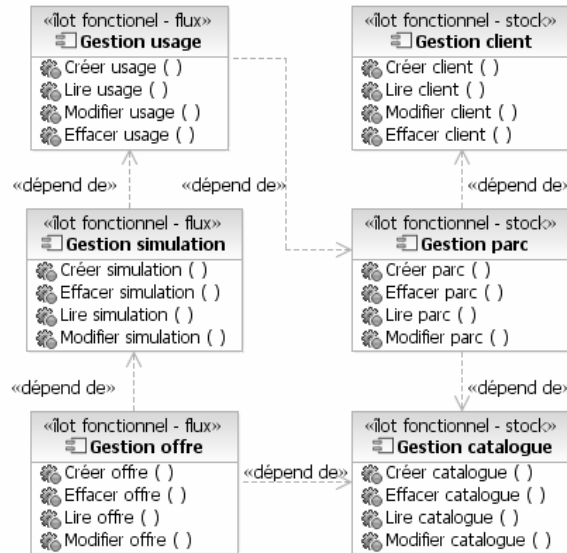 «îlot fonctionel - flux»
Gestion usage
Créer usage ( )
Lire usage ( )
Modifier usage ( )
Effacer usage ( )
«îlot fonctionnel - stock»
Gestion client
Créer client ( )
Lire client ( )
Modifier client ( )
Effacer client ( )
«dépend de»
«dépend de»
«dépend de»
«îlot fonctionnel - flux»
Gestion simulation
Créer simulation ( )
Effacer simulation ( )
Lire simulation ( )
Modifier simulation ( )
«îlot fonctionnel - stock»
Gestion parc
Créer parc ( )
Effacer parc ( )
Lire parc ( )
Modifier parc ( )
«dépend de»
«dépend de»
«îlot fonctionnel - flux»
Gestion offre
Créer offre ( )
Effacer offre ( )
Lire offre ( )
Modifier offre ( )
«dépend de»
«îlot fonctionnel - stock»
Gestion catalogue
Créer catalogue ( )
Effacer catalogue ( )
Lire catalogue ( )
Modifier catalogue ( )